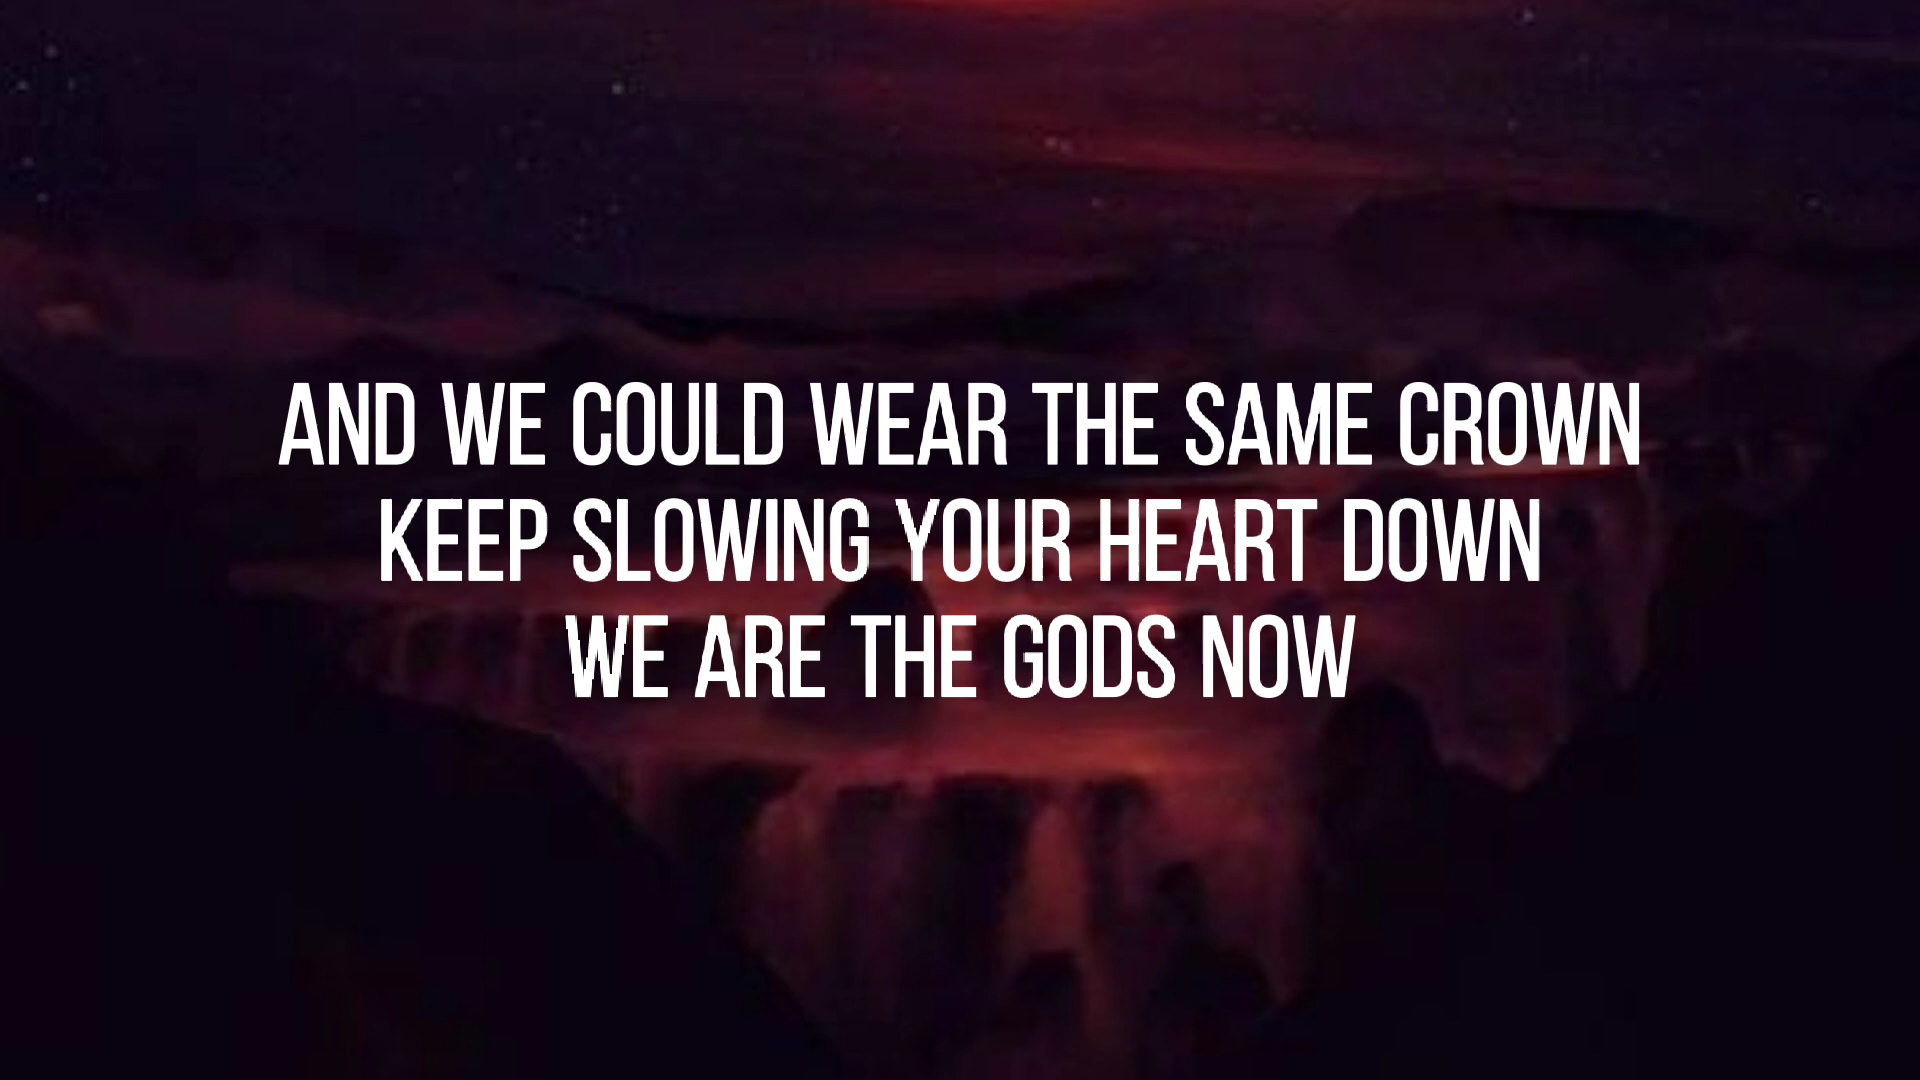 AND WE COULD WEAR THE SAME CROWN
KEEP SLOWING YOUR HEART DOWN
WE ARE THE GODS NOW